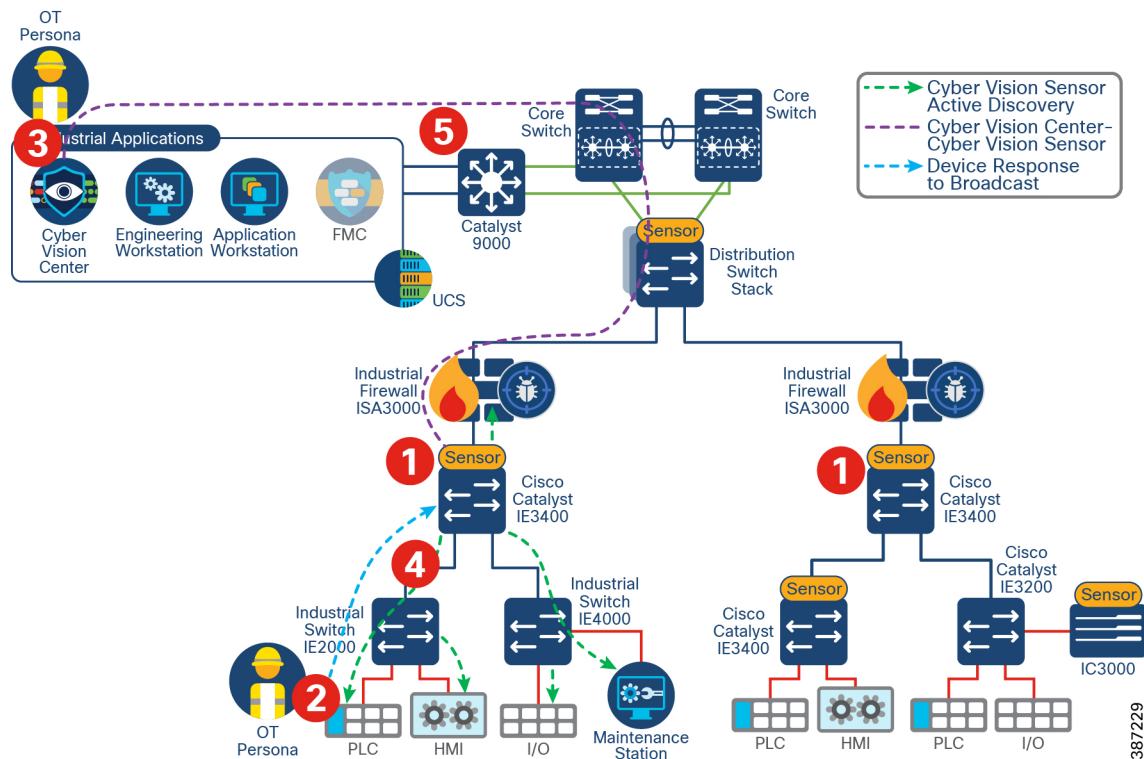 OT
Persona
3
ustrial Applications
Cyber
Vision
Center
Engineering
Workstation
Application
Workstation
FMC
UCS
5
Catalyst
9000
Core
Switch
Core
Switch
Cyber Vision Sensor
Active Discovery
Cyber Vision Center–
Cyber Vision Sensor
Device Response
to Broadcast
Sensor
Distribution
Switch
Stack
Industrial
Firewall
ISA3000
Industrial
Firewall
ISA3000
1
Sensor
Cisco
Catalyst
IE3400
1
Sensor
Cisco
Catalyst
IE3400
4
Industrial
Switch
IE2000
Industrial
Switch
IE4000
Sensor
Cisco
Catalyst
IE3400
Cisco
Catalyst
IE3200
Sensor
IC3000
2
OT
Persona
PLC
HMI
I/O
Maintenance
Station
PLC
HMI
PLC
I/O
387229